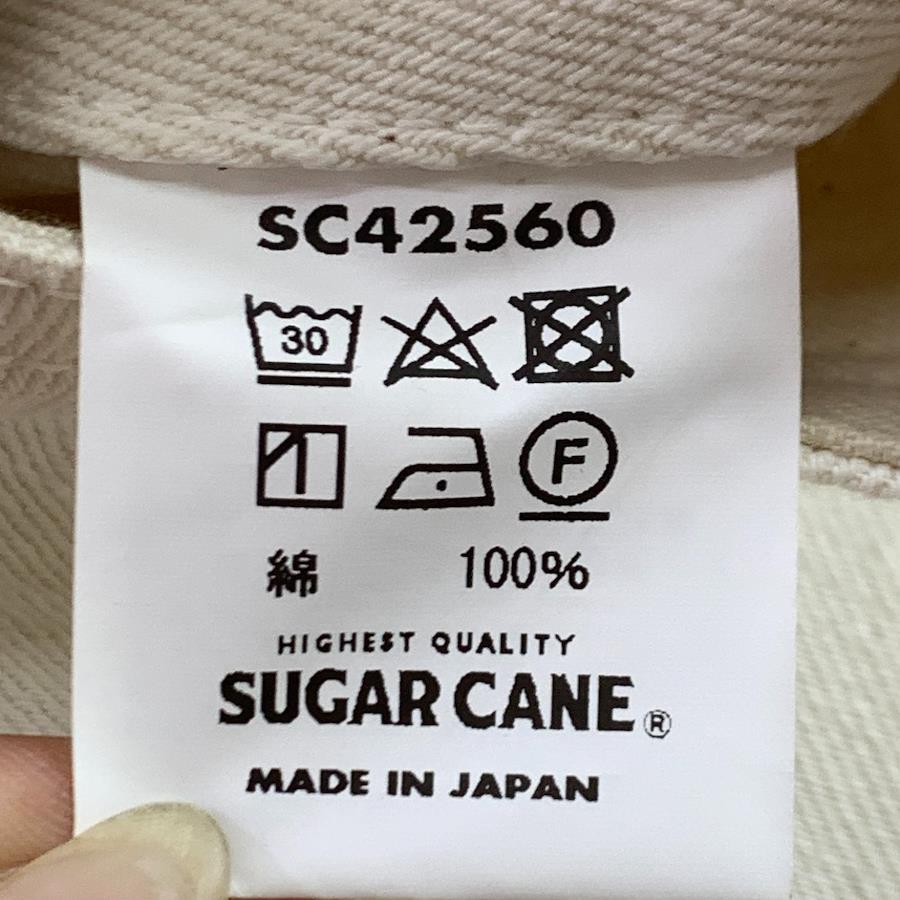 SC42560
30
F
綿 100%
HIGHEST QUALITY
SUGAR CANE®
MADE IN JAPAN